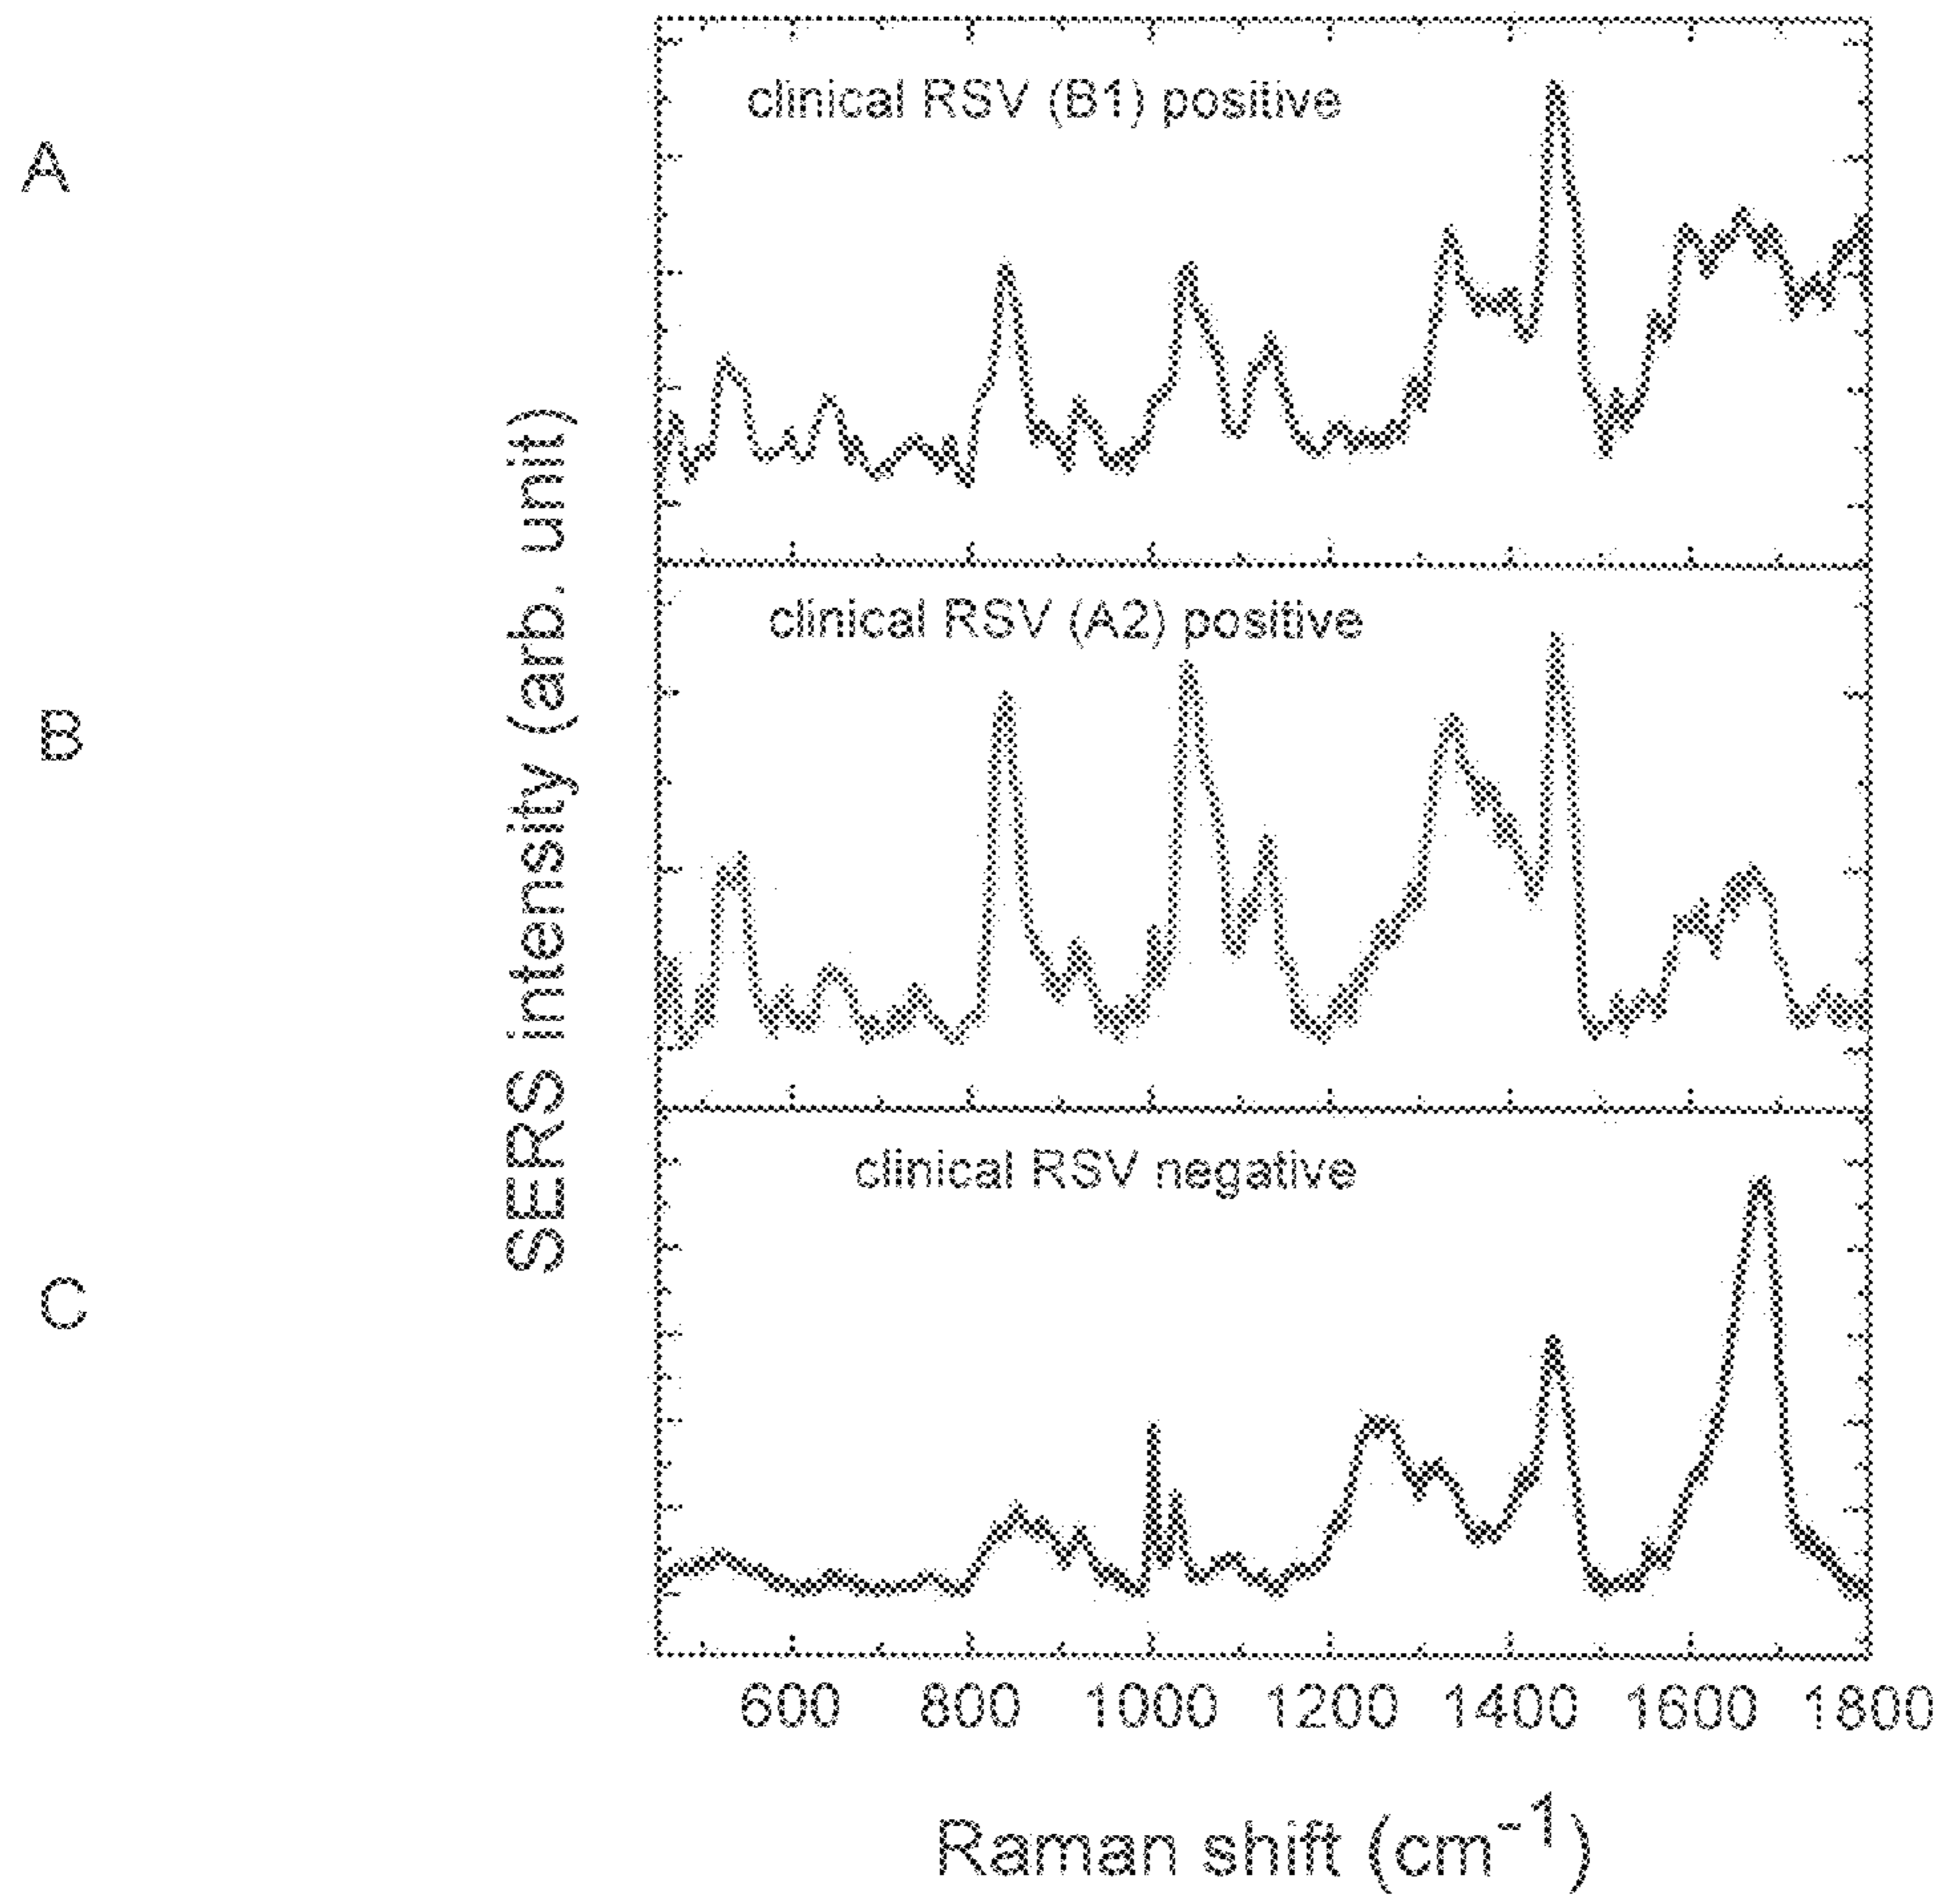 A
clinical RSV (B1) positive
B
clinical RSV (A2) positive
SERS intensity (arb. unit)
C
clinical RSV negative
600 800 1000 1200 1400 1600 1800
Raman shift (cm⁻¹)